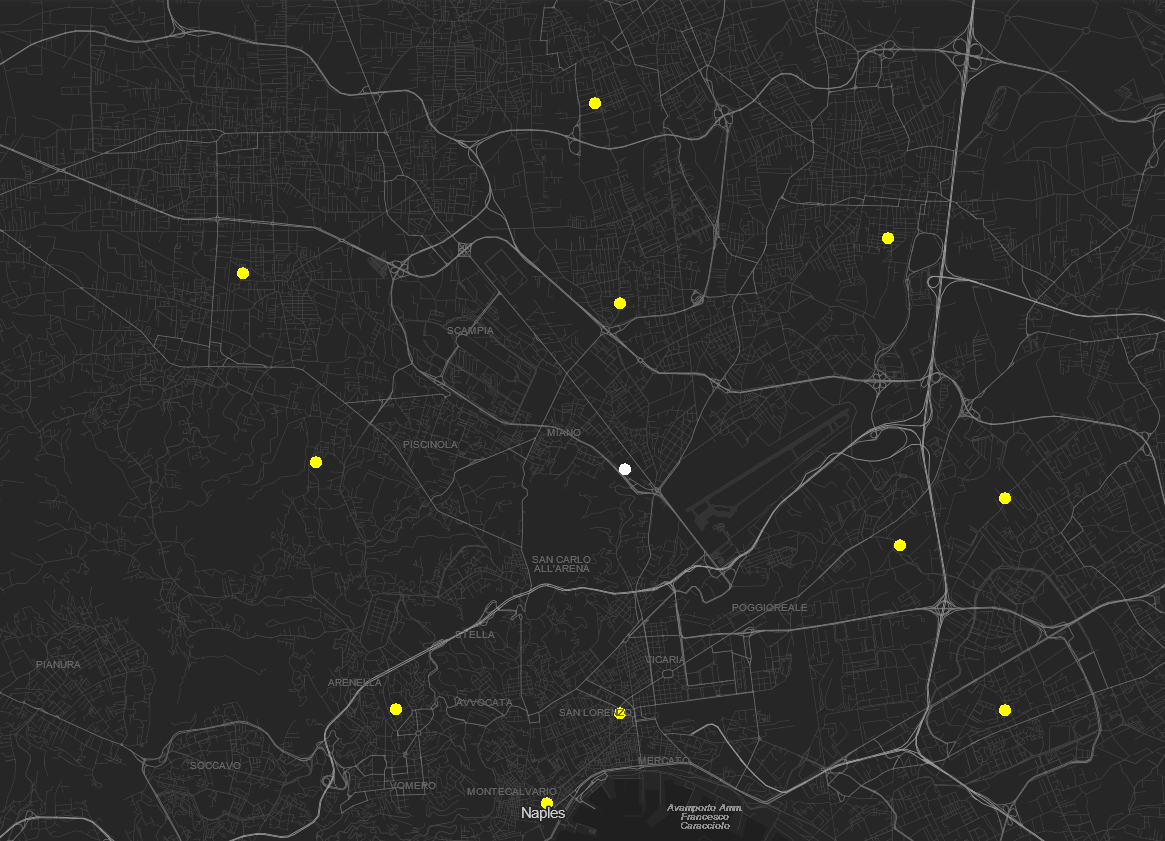 SCAMPIA
MIANO
PISCINOLA
SAN CARLO
ALL'ARENA
POGGIOREALE
STELLA
VICARIA
PIANURA
ARENELLA
AVVOCATA
SAN LORENZO
MERCATO
SOCCAVO
VOMERO
MONTECALVARIO
Naples
Avamporto Amm.
Francesco
Caracciolo